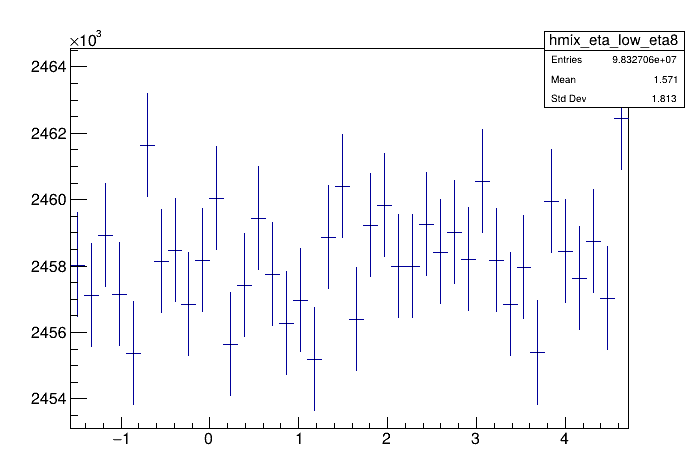 ×10³
hmix_eta_low_eta8
Entries 9.832706e+07
Mean 1.571
Std Dev 1.813
2464
2462
2460
2458
2456
2454
−1 0 1 2 3 4